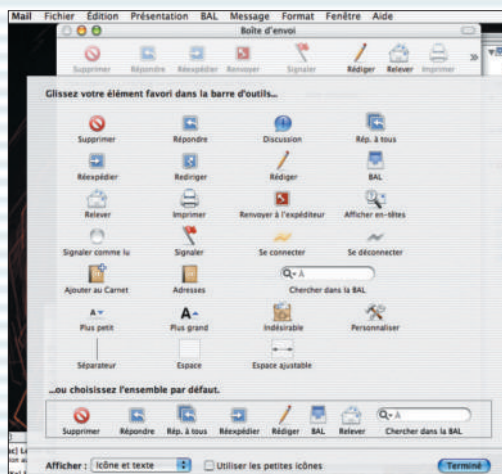 Mail Fichier Édition Présentation BAL Message Format Fenêtre Aide
Boîte d'envoi
Supprimer Répondre Réexpédier Renvoyer Signaler Rédiger Relever Imprimer »
Glissez votre élément favori dans la barre d'outils...
Supprimer Répondre Discussion Rép. à tous
Réexpédier Rediriger Rédiger BAL
Relever Imprimer Renvoyer à l'expéditeur Afficher en-têtes
Signaler comme lu Signaler Se connecter Se déconnecter
Q- A
Ajouter au Carnet Adresses Chercher dans la BAL
A A
Plus petit Plus grand Indésirable Personnaliser
Séparateur Espace Espace ajustable
...ou choisissez l'ensemble par défaut.
Q- A
Supprimer Répondre Rép. à tous Réexpédier Rédiger BAL Relever Chercher dans la BAL
Afficher : Icône et texte Utiliser les petites icônes Terminé